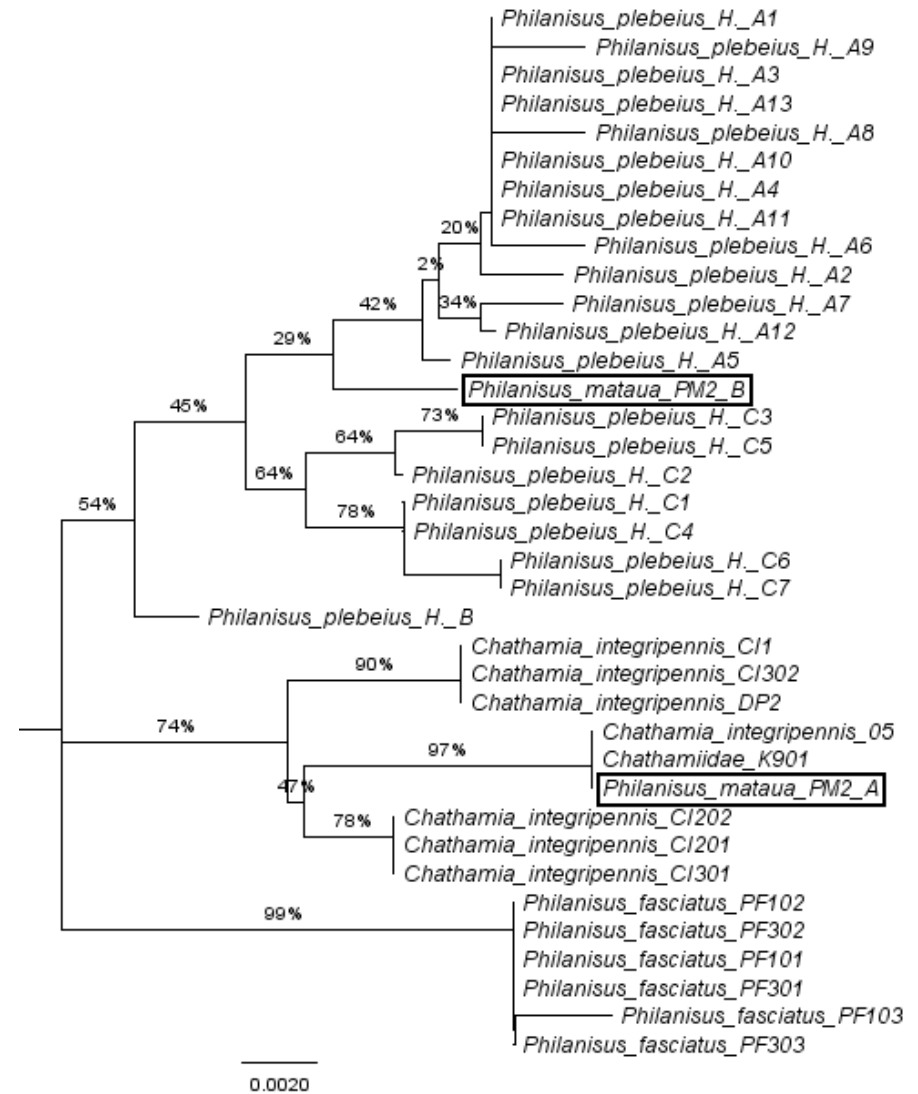 Philanisus_plebeius_H._A1
Philanisus_plebeius_H._A9
Philanisus_plebeius_H._A3
Philanisus_plebeius_H._A13
Philanisus_plebeius_H._A8
Philanisus_plebeius_H._A10
Philanisus_plebeius_H._A4
Philanisus_plebeius_H._A11
20%
Philanisus_plebeius_H._A6
2%
Philanisus_plebeius_H._A2
42%
34%
Philanisus_plebeius_H._A7
Philanisus_plebeius_H._A12
29%
Philanisus_plebeius_H._A5
Philanisus_mataua_PM2_B
45%
73%
Philanisus_plebeius_H._C3
64%
Philanisus_plebeius_H._C5
64%
Philanisus_plebeius_H._C2
Philanisus_plebeius_H._C1
54%
78%
Philanisus_plebeius_H._C4
Philanisus_plebeius_H._C6
Philanisus_plebeius_H._C7
Philanisus_plebeius_H._B
Chathamia_integripennis_CI1
90%
Chathamia_integripennis_CI302
Chathamia_integripennis_DP2
74%
Chathamia_integripennis_05
97%
Chathamiidae_K901
47%
Philanisus_mataua_PM2_A
78%
Chathamia_integripennis_CI202
Chathamia_integripennis_CI201
Chathamia_integripennis_CI301
99%
Philanisus_fasciatus_PF102
Philanisus_fasciatus_PF302
Philanisus_fasciatus_PF101
Philanisus_fasciatus_PF301
Philanisus_fasciatus_PF103
Philanisus_fasciatus_PF303
0.0020